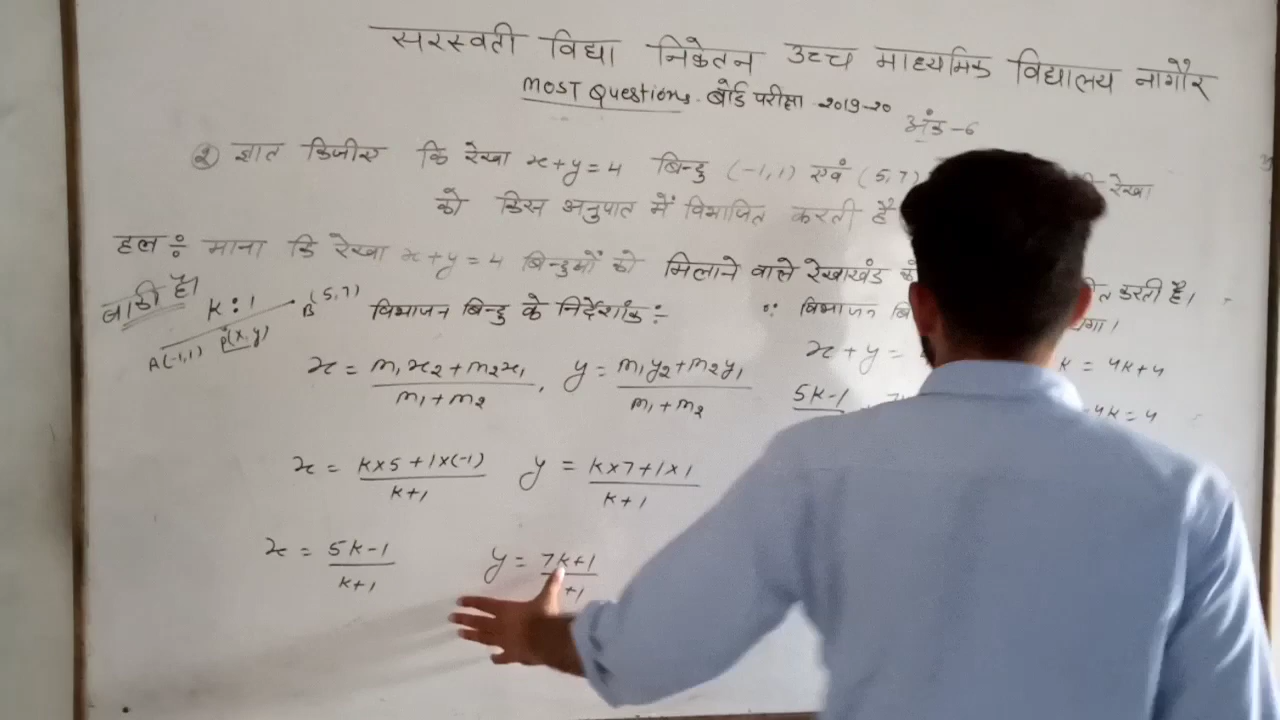 सरस्वती विद्या निकेतन उच्च माध्यमिक विद्यालय नागौर
MOST Questions. बोर्ड परीक्षा - 2019-20
अंक - 6
2 ज्ञात किजीए कि रेखा x+y=4 बिन्दु (-1,1) एवं (5,7) रेखा
को किस अनुपात में विभाजित करती है
हल ÷ माना कि रेखा x+y=4 बिन्दुओं को मिलाने वाले रेखाखंड को करती है।
जाती है।
K:1
A(-1,1) P(x,y) B(5,7)
विभाजन बिन्दु के निर्देशांक ÷
x = (m1x2+m2x1)/(m1+m2), y = (m1y2+m2y1)/(m1+m2)
x = (K×5+1×(-1))/(K+1) y = (K×7+1×1)/(K+1)
x = (5K-1)/(K+1) y = (7K+1)/+1
∵ विभाजन
x+y=
5K-1
K = 4K+4
-4K=4